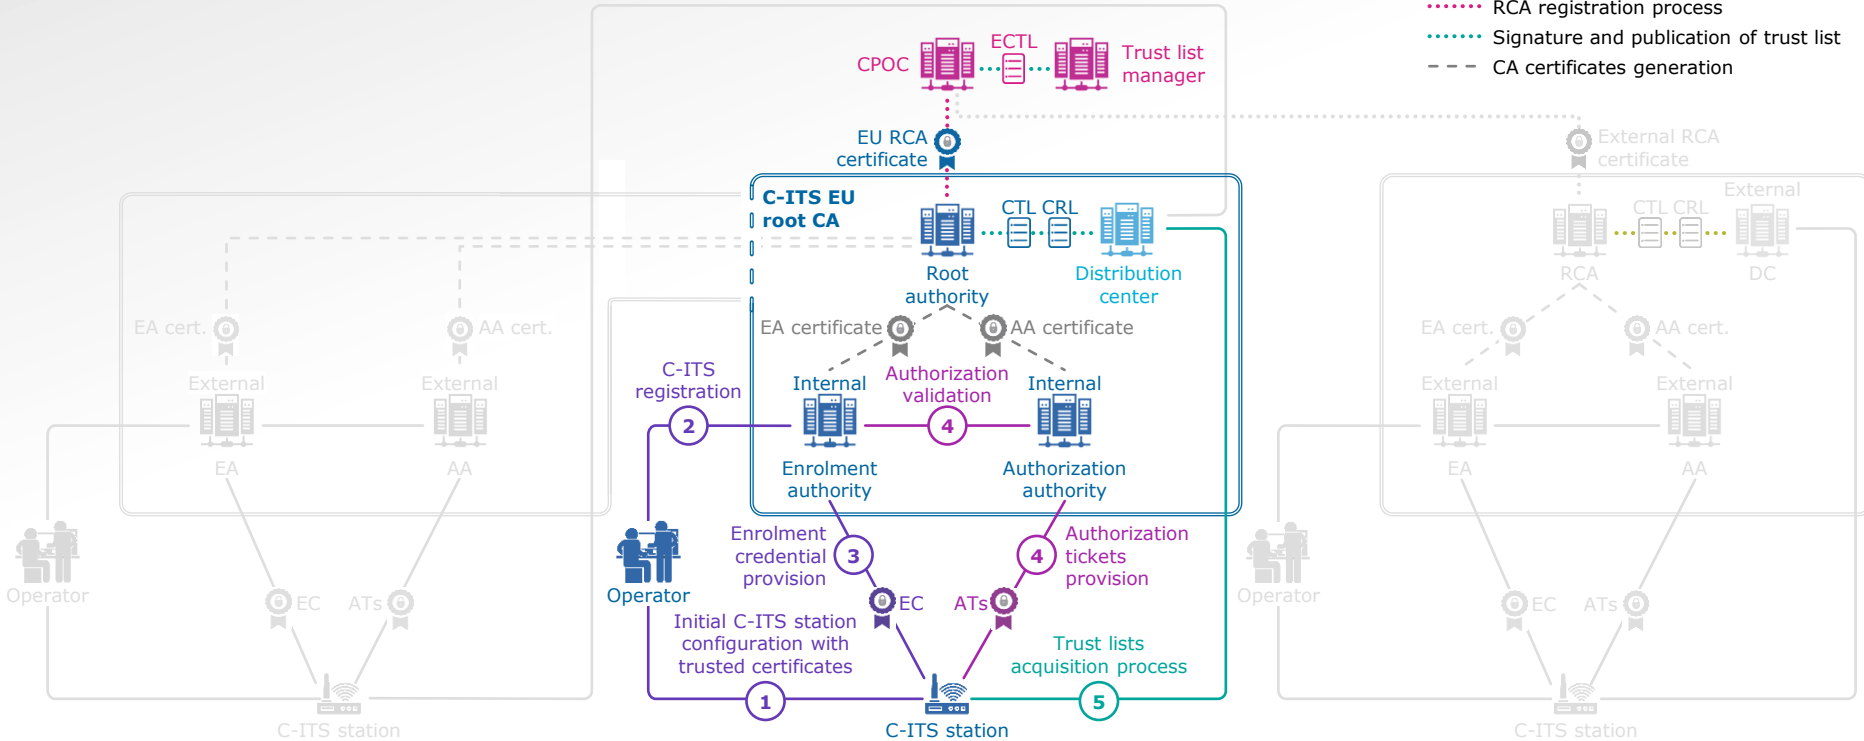 RCA registration process
Signature and publication of trust list
CA certificates generation
CPOC
ECTL
Trust list
manager
EU RCA
certificate
External RCA
certificate
C-ITS EU
root CA
CTL CRL
Root
authority
Distribution
center
External
CTL CRL
RCA
DC
EA certificate
AA certificate
EA cert.
AA cert.
EA cert.
AA cert.
External
External
EA
AA
C-ITS
registration
2
Internal
Authorization
validation
4
Internal
Enrolment
authority
Authorization
authority
External
External
EA
AA
Operator
EC
ATs
C-ITS station
Operator
Enrolment
credential
provision
3
4
Authorization
tickets
provision
EC
ATs
Initial C-ITS station
configuration with
trusted certificates
1
Trust lists
acquisition process
5
C-ITS station
Operator
EC
ATs
C-ITS station